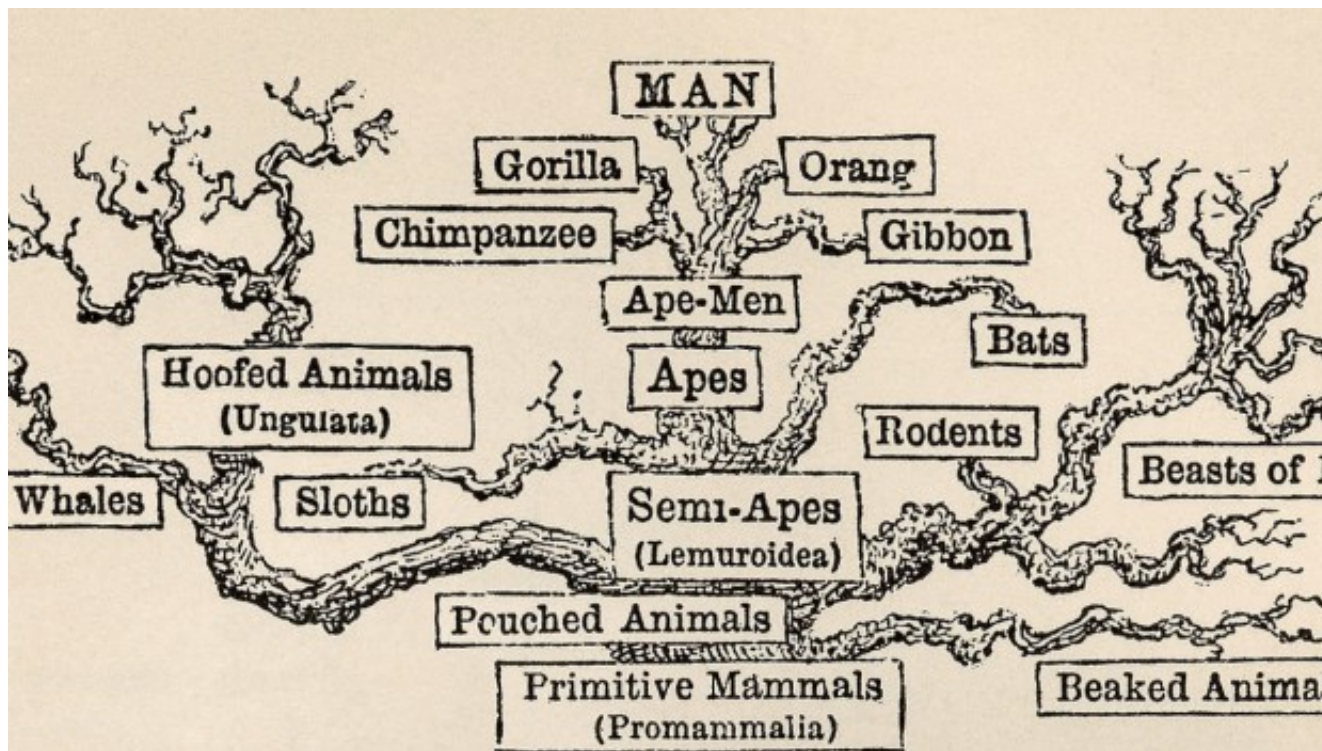 MAN
Gorilla
Orang
Chimpanzee
Gibbon
Ape-Men
Bats
Hoofed Animals
(Ungulata)
Apes
Rodents
Beasts of
Whales
Sloths
Semi-Apes
(Lemuroidea)
Pouched Animals
Primitive Mammals
(Promammalia)
Beaked Anima